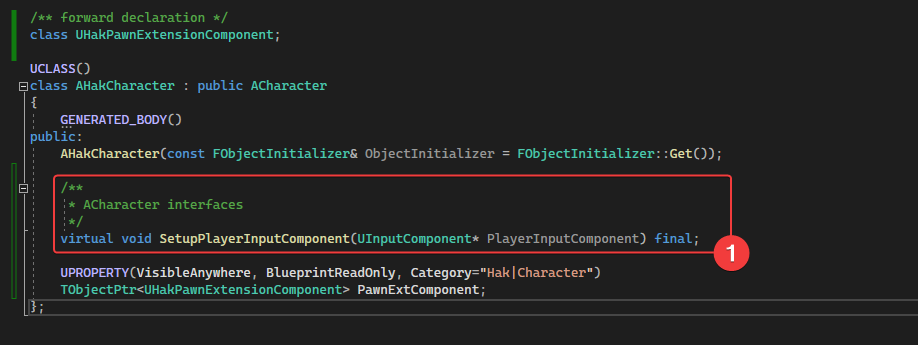 /** forward declaration */
class UHakPawnExtensionComponent;
UCLASS()
class AHakCharacter : public ACharacter
{
GENERATED_BODY()
public:
AHakCharacter(const FObjectInitializer& ObjectInitializer = FObjectInitializer::Get());
/**
* ACharacter interfaces
*/
virtual void SetupPlayerInputComponent(UInputComponent* PlayerInputComponent) final;
1
UPROPERTY(VisibleAnywhere, BlueprintReadOnly, Category="Hak|Character")
TObjectPtr<UHakPawnExtensionComponent> PawnExtComponent;
};